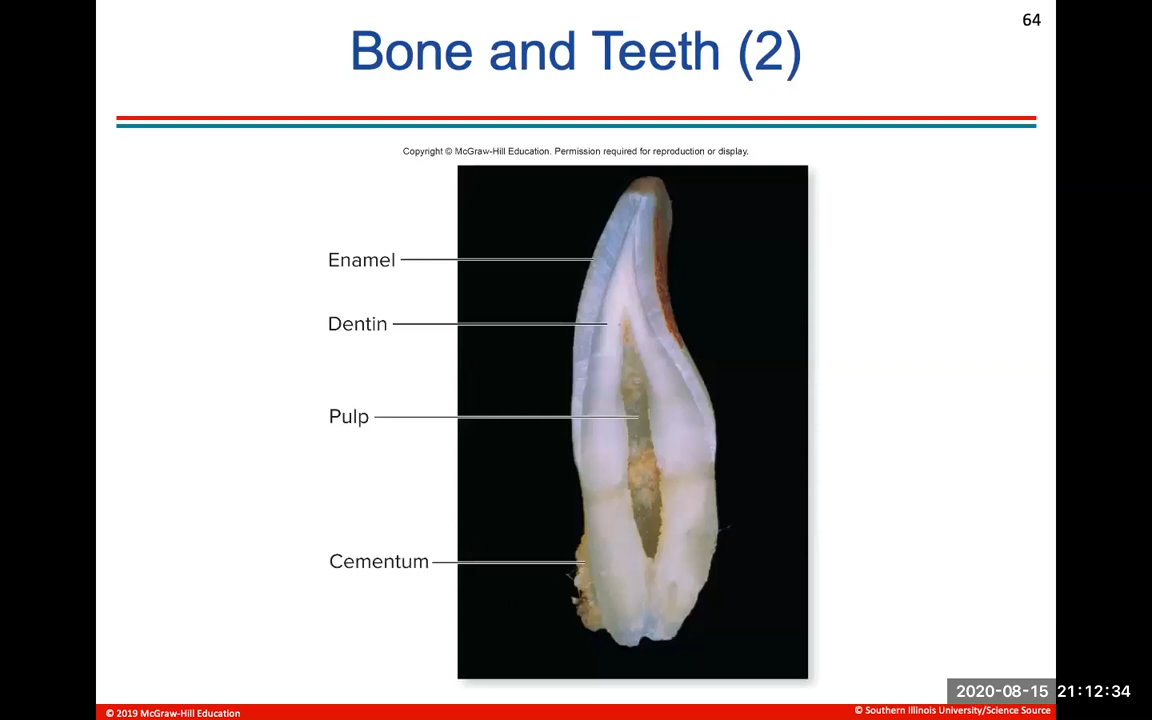 64
Bone and Teeth (2)
Copyright © McGraw-Hill Education. Permission required for reproduction or display.
Enamel
Dentin
Pulp
Cementum
2020-08-15 21:12:34
© 2019 McGraw-Hill Education
© Southern Illinois University/Science Source